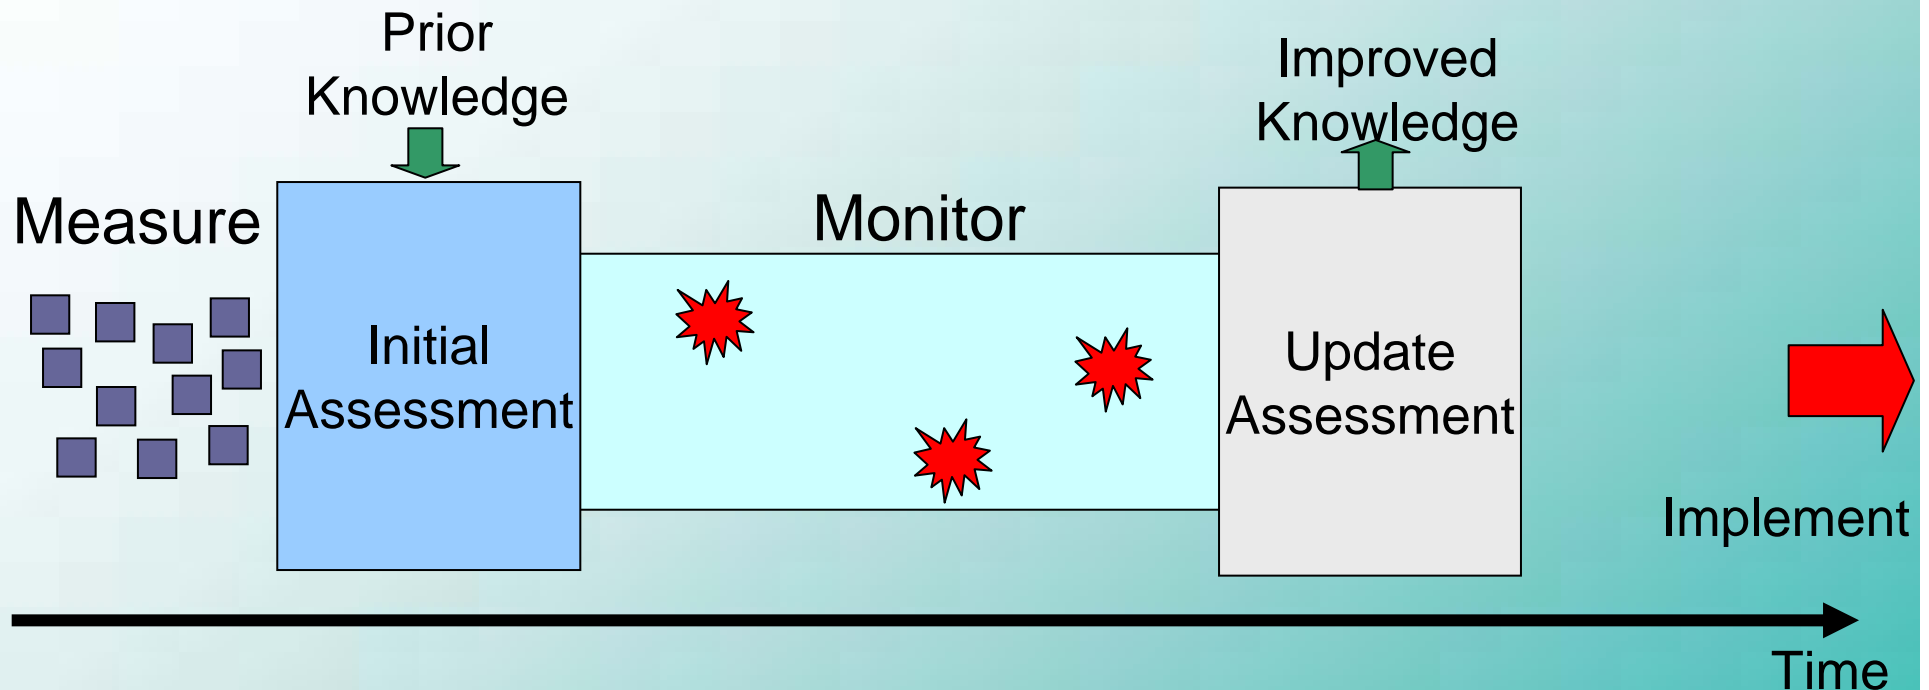 Prior
Knowledge
Improved
Knowledge
Measure
Monitor
Initial
Assessment
Update
Assessment
Implement
Time